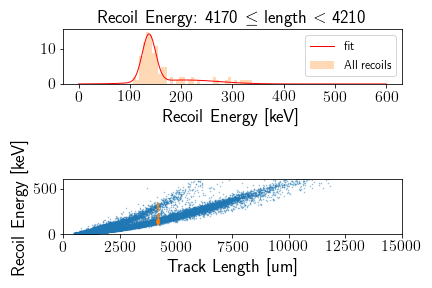 Recoil Energy: 4170 ≤ length < 4210
10
0
fit
All recoils
0 100 200 300 400 500 600
Recoil Energy [keV]
Recoil Energy [keV]
500
0
0 2500 5000 7500 10000 12500 15000
Track Length [um]